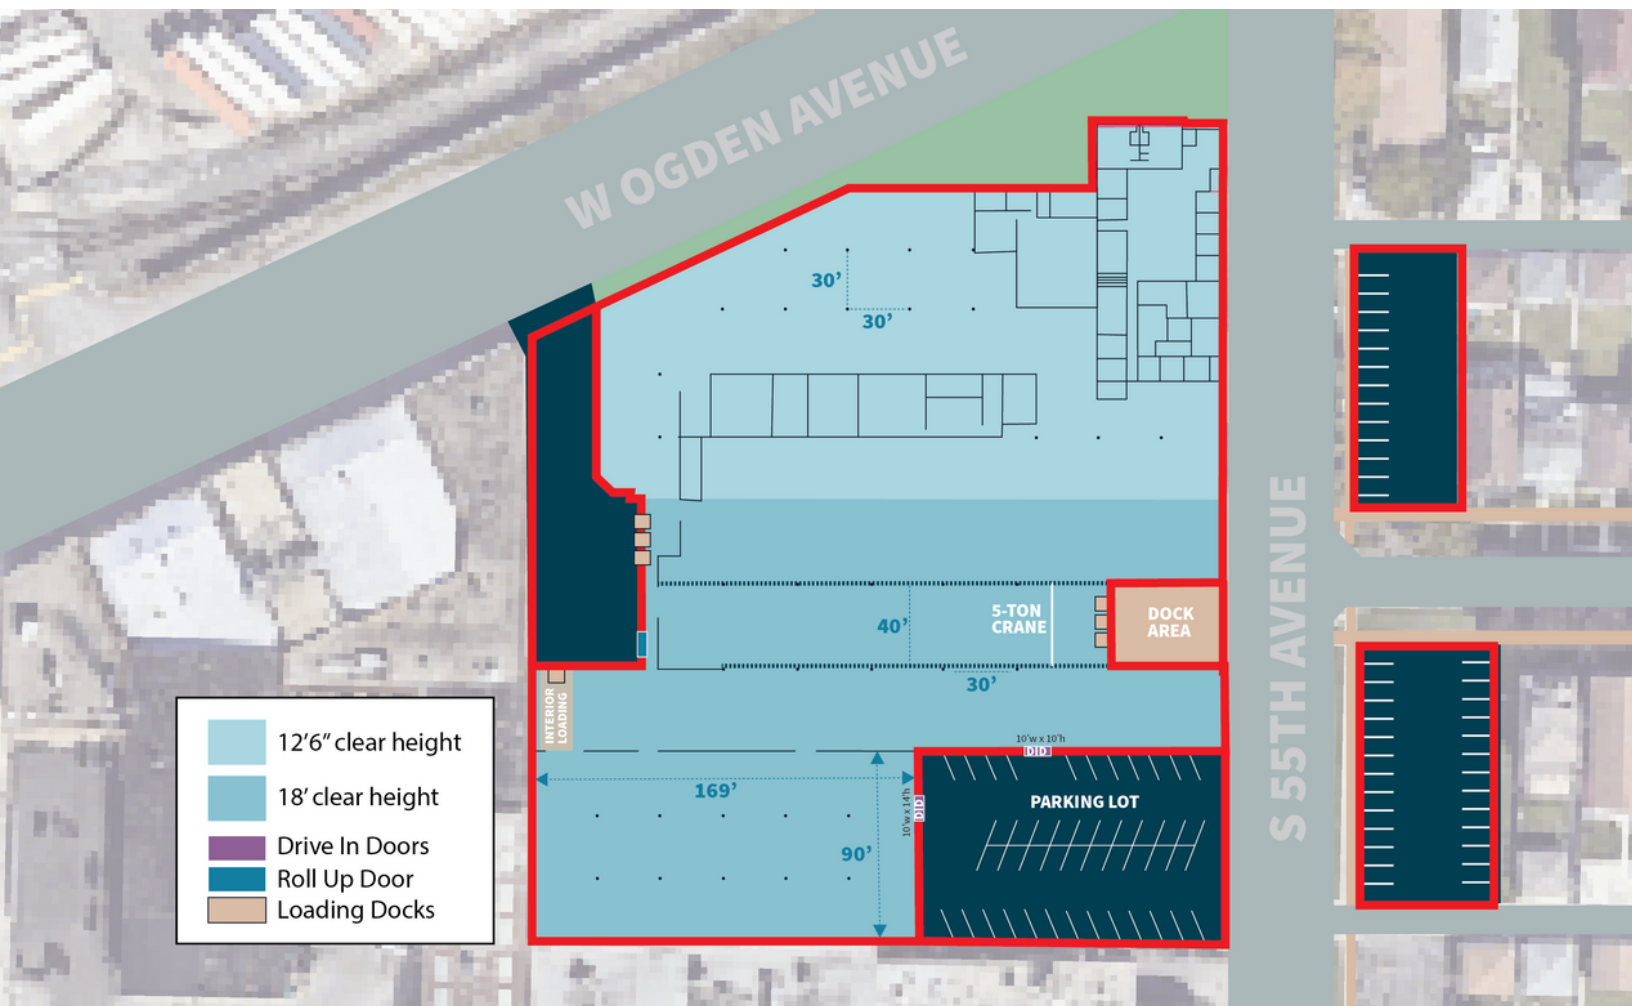 W OGDEN AVENUE
30’
30’
S 55TH AVENUE
40’
5-TON
CRANE
DOCK
AREA
30’
INTERIOR
LOADING
10’w x 10’h
DID
169’
10’w x 14’h
DID
90’
PARKING LOT
12’6” clear height
18’ clear height
Drive In Doors
Roll Up Door
Loading Docks